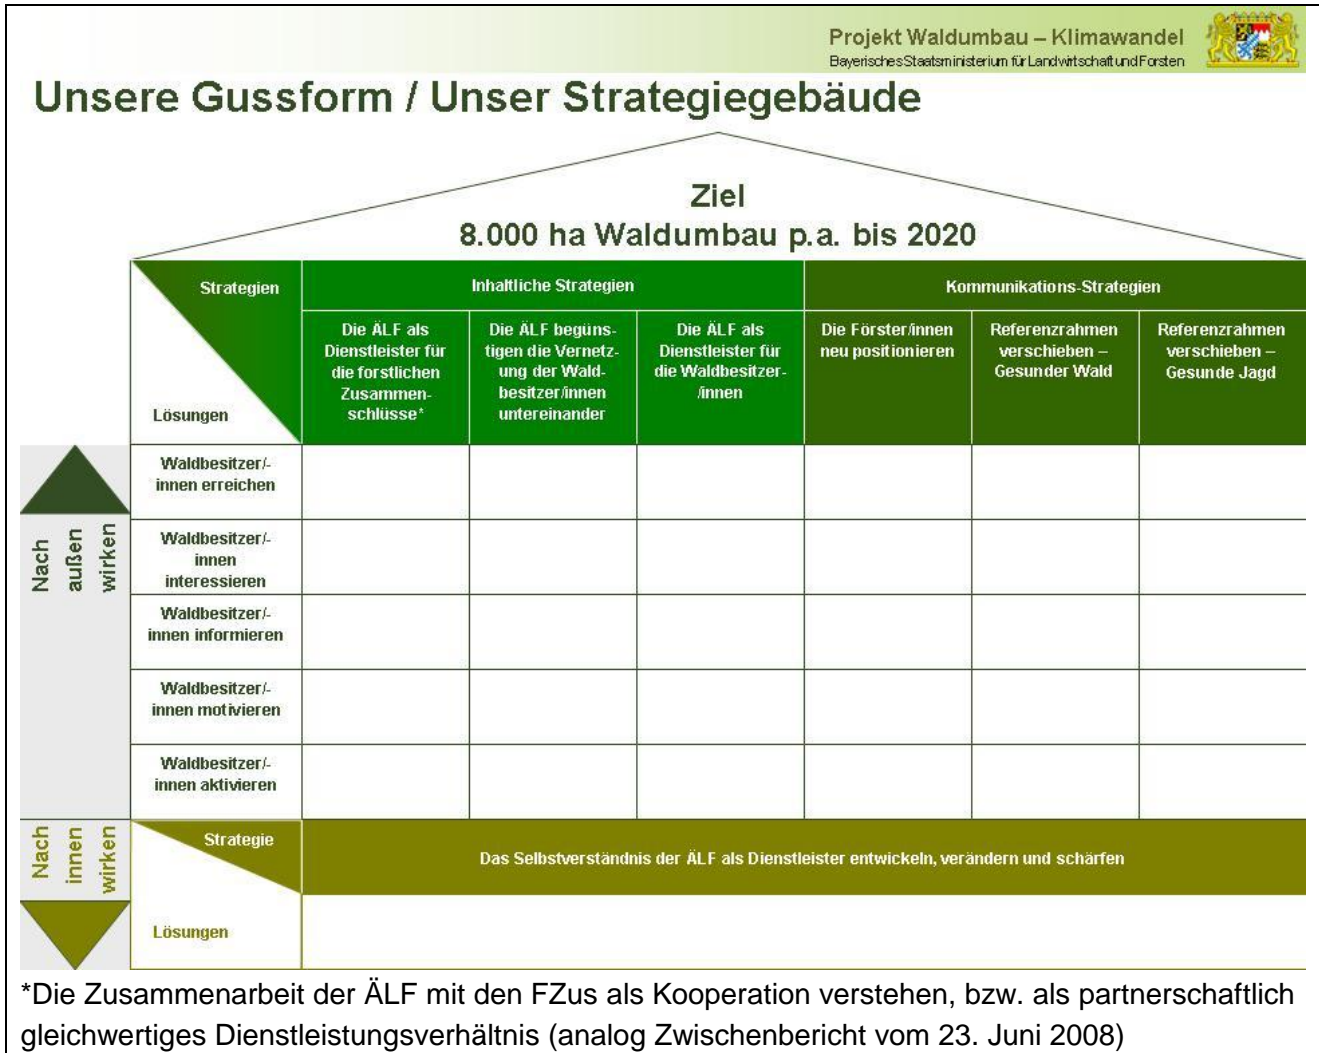 Projekt Waldumbau – Klimawandel
Bayerisches Staatsministerium für Landwirtschaft und Forsten
Unsere Gussform / Unser Strategiegebäude
Ziel
8.000 ha Waldumbau p.a. bis 2020
Strategien
Lösungen
Inhaltliche Strategien
Kommunikations-Strategien
Die ÄLF als
Dienstleister für
die forstlichen
Zusammen-
schlüsse*
Die ÄLF begüns-
tigen die Vernetz-
ung der Wald-
besitzer/innen
untereinander
Die ÄLF als
Dienstleister für
die Waldbesitzer-
/innen
Die Förster/innen
neu positionieren
Referenzrahmen
verschieben –
Gesunder Wald
Referenzrahmen
verschieben –
Gesunde Jagd
Nach
außen
wirken
Waldbesitzer/-
innen erreichen
Waldbesitzer/-
innen
interessieren
Waldbesitzer/-
innen informieren
Waldbesitzer/-
innen motivieren
Waldbesitzer/-
innen aktivieren
Nach
innen
wirken
Strategie
Das Selbstverständnis der ÄLF als Dienstleister entwickeln, verändern und schärfen
Lösungen
*Die Zusammenarbeit der ÄLF mit den FZus als Kooperation verstehen, bzw. als partnerschaftlich
gleichwertiges Dienstleistungsverhältnis (analog Zwischenbericht vom 23. Juni 2008)